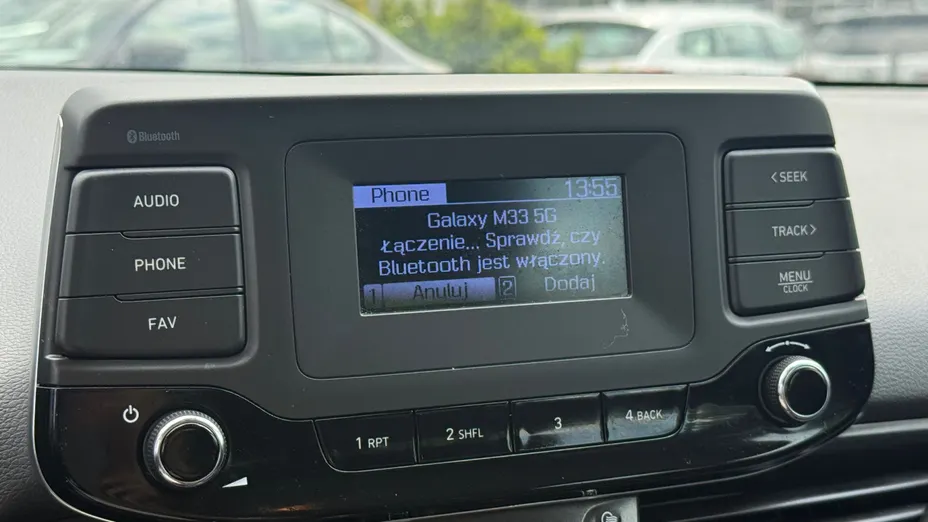 Bluetooth
AUDIO
PHONE
FAV
Phone 13:55
Galaxy M33 5G
Łączenie... Sprawdź, czy
Bluetooth jest włączony.
1 Anuluj 2 Dodaj
< SEEK
TRACK >
MENU
CLOCK
1 RPT
2 SHFL
3
4 BACK